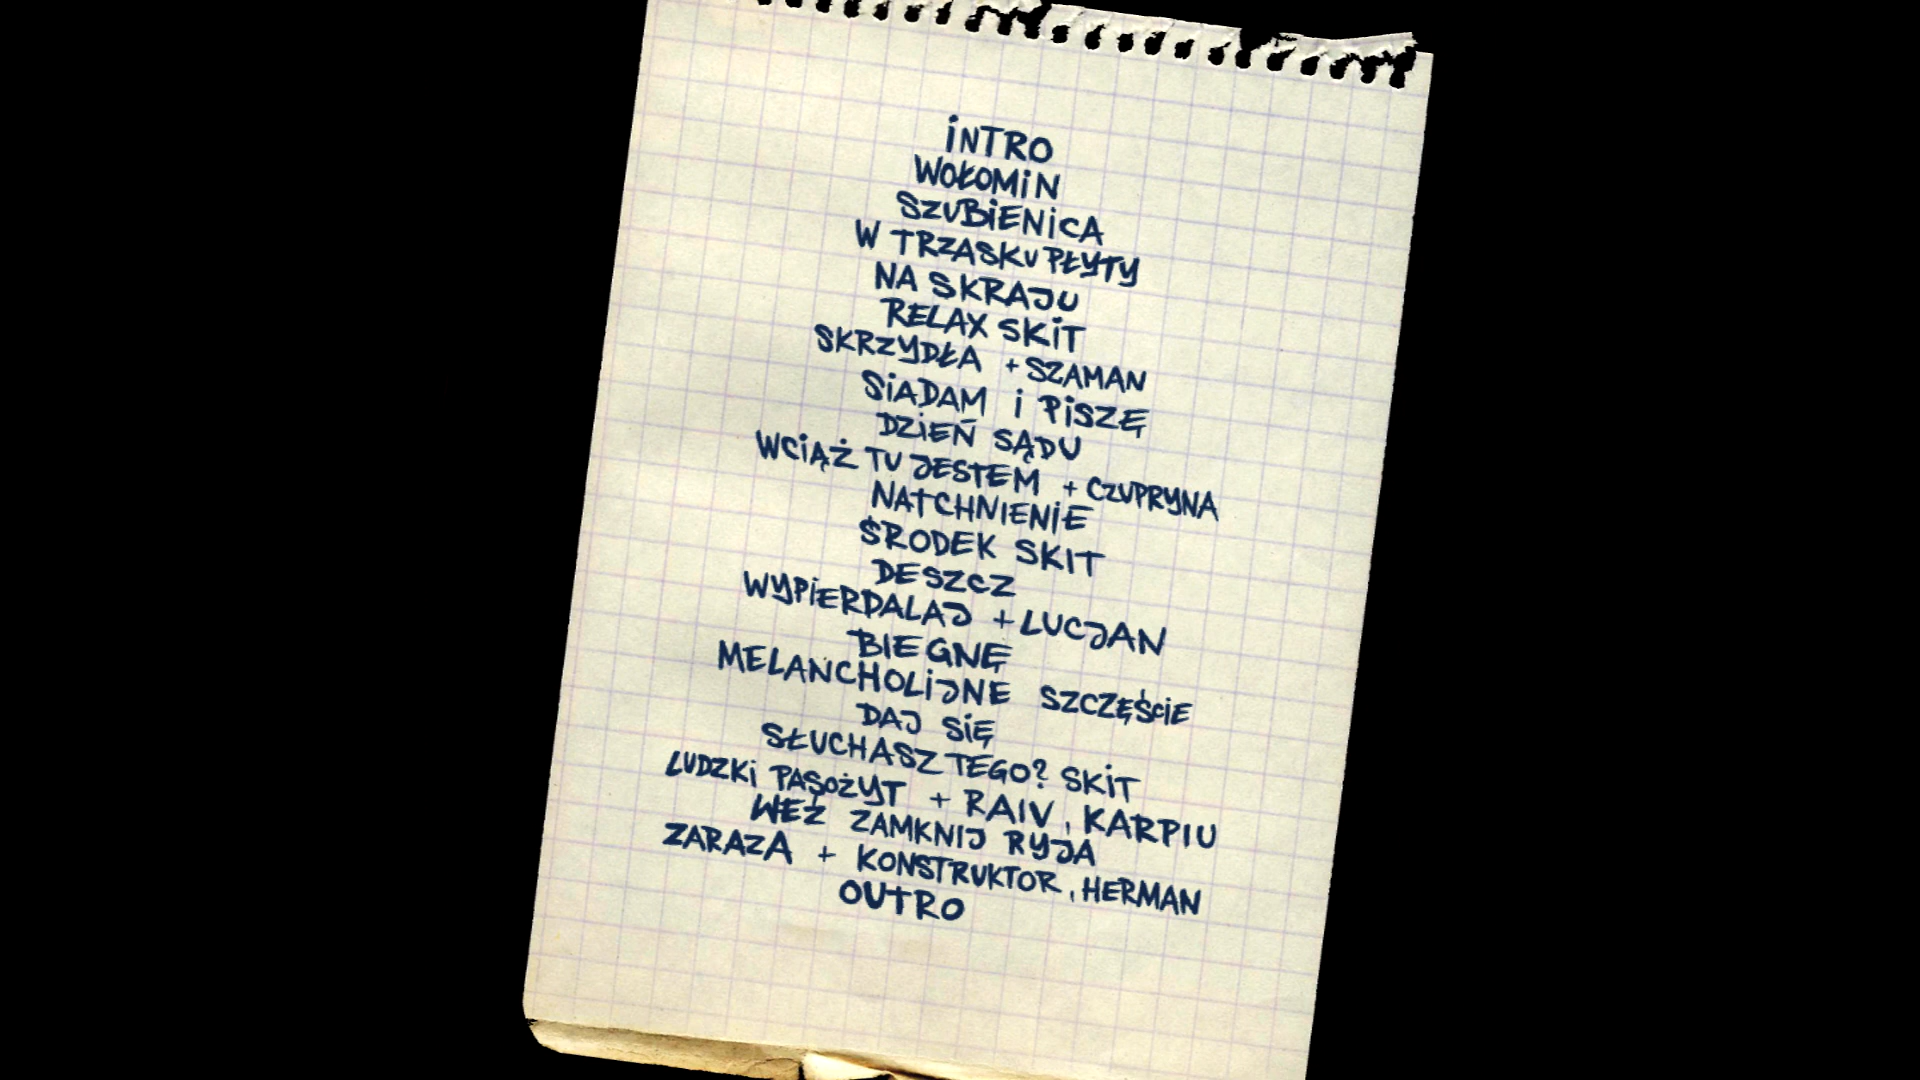 INTRO
WOŁOMIN
SZUBIENICA
W TRZASKU PŁYTY
NA SKRAJU
RELAX SKIT
SKRZYDŁA + SZAMAN
SIADAM I PISZĘ
DZIEŃ SĄDU
WCIĄŻ TU JESTEM + CZUPRYNA
NATCHNIENIE
ŚRODEK SKIT
DESZCZ
WYPIERDALAJ + LUCJAN
BIEGNĘ
MELANCHOLIJNE SZCZĘŚCIE
DAJ SIĘ
SŁUCHASZ TEGO? SKIT
LUDZKI PASOŻYT + RAIV, KARPIU
WEŹ ZAMKNIJ RYJA
ZARAZA + KONSTRUKTOR, HERMAN
OUTRO